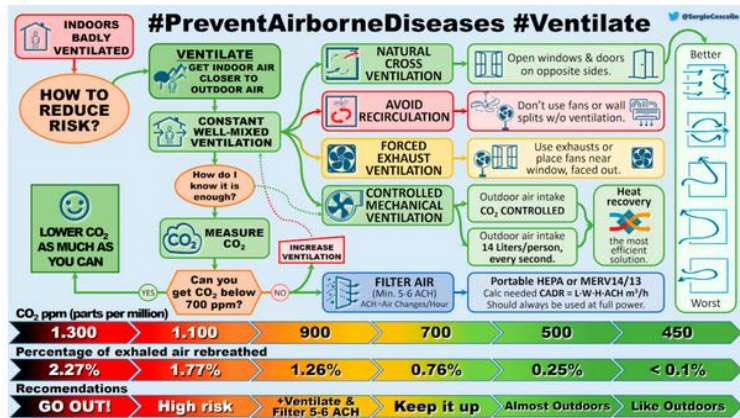 #PreventAirborneDiseases #Ventilate
@SergioCoscolin
INDOORS
BADLY
VENTILATED
HOW TO
REDUCE
RISK?
VENTILATE
GET INDOOR AIR
CLOSER TO
OUTDOOR AIR
CONSTANT
WELL-MIXED
VENTILATION
How do I
know it is
enough?
CO2
MEASURE
CO2
Can you
get CO2 below
700 ppm?
YES
NO
LOWER CO2
AS MUCH AS
YOU CAN
INCREASE
VENTILATION
NATURAL
CROSS
VENTILATION
Open windows & doors
on opposite sides.
AVOID
RECIRCULATION
Don't use fans or wall
splits w/o ventilation.
FORCED
EXHAUST
VENTILATION
Use exhausts or
place fans near
window, faced out.
CONTROLLED
MECHANICAL
VENTILATION
Outdoor air intake
CO2 CONTROLLED
Outdoor air intake
14 Liters/person,
every second.
Heat
recovery
the most
efficient
solution.
FILTER AIR
(Min. 5-6 ACH)
ACH=Air Changes/Hour
Portable HEPA or MERV14/13
Calc needed CADR = L·W·H·ACH m³/h
Should always be used at full power.
Better
Worst
CO2 ppm (parts per million)
1.300 1.100 900 700 500 450
Percentage of exhaled air rebreathed
2.27% 1.77% 1.26% 0.76% 0.25% < 0.1%
Recomendations
GO OUT! High risk +Ventilate & Filter 5-6 ACH Keep it up Almost Outdoors Like Outdoors